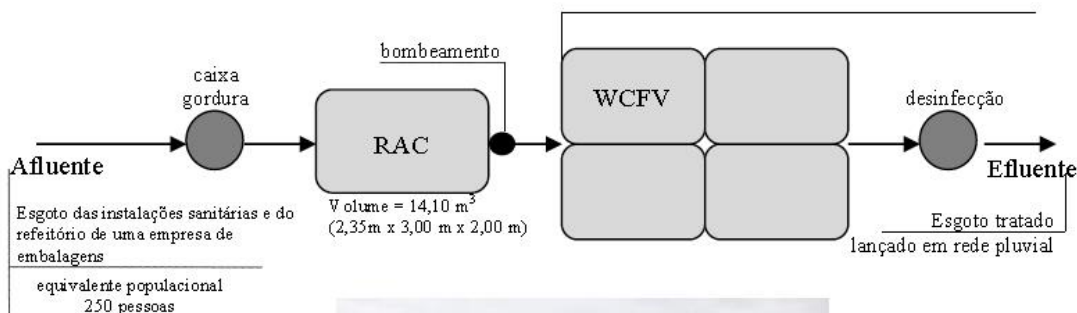 bombeamento
caixa
gordura
WCFV
desinfecção
RAC
Afluente
Efluente
Volume = 14,10 m³
(2,35m x 3,00 m x 2,00 m)
Esgoto das instalações sanitárias e do
refeitório de uma empresa de
embalagens
Esgoto tratado
lançado em rede pluvial
equivalente populacional
250 pessoas